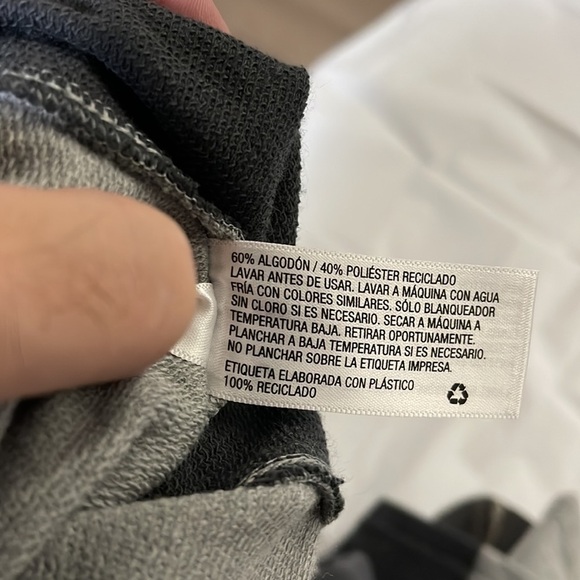 60% ALGODÓN / 40% POLIÉSTER RECICLADO
LAVAR ANTES DE USAR. LAVAR A MÁQUINA CON AGUA
FRÍA CON COLORES SIMILARES. SÓLO BLANQUEADOR
SIN CLORO SI ES NECESARIO. SECAR A MÁQUINA A
TEMPERATURA BAJA. RETIRAR OPORTUNAMENTE.
PLANCHAR A BAJA TEMPERATURA SI ES NECESARIO.
NO PLANCHAR SOBRE LA ETIQUETA IMPRESA.
ETIQUETA ELABORADA CON PLÁSTICO
100% RECICLADO